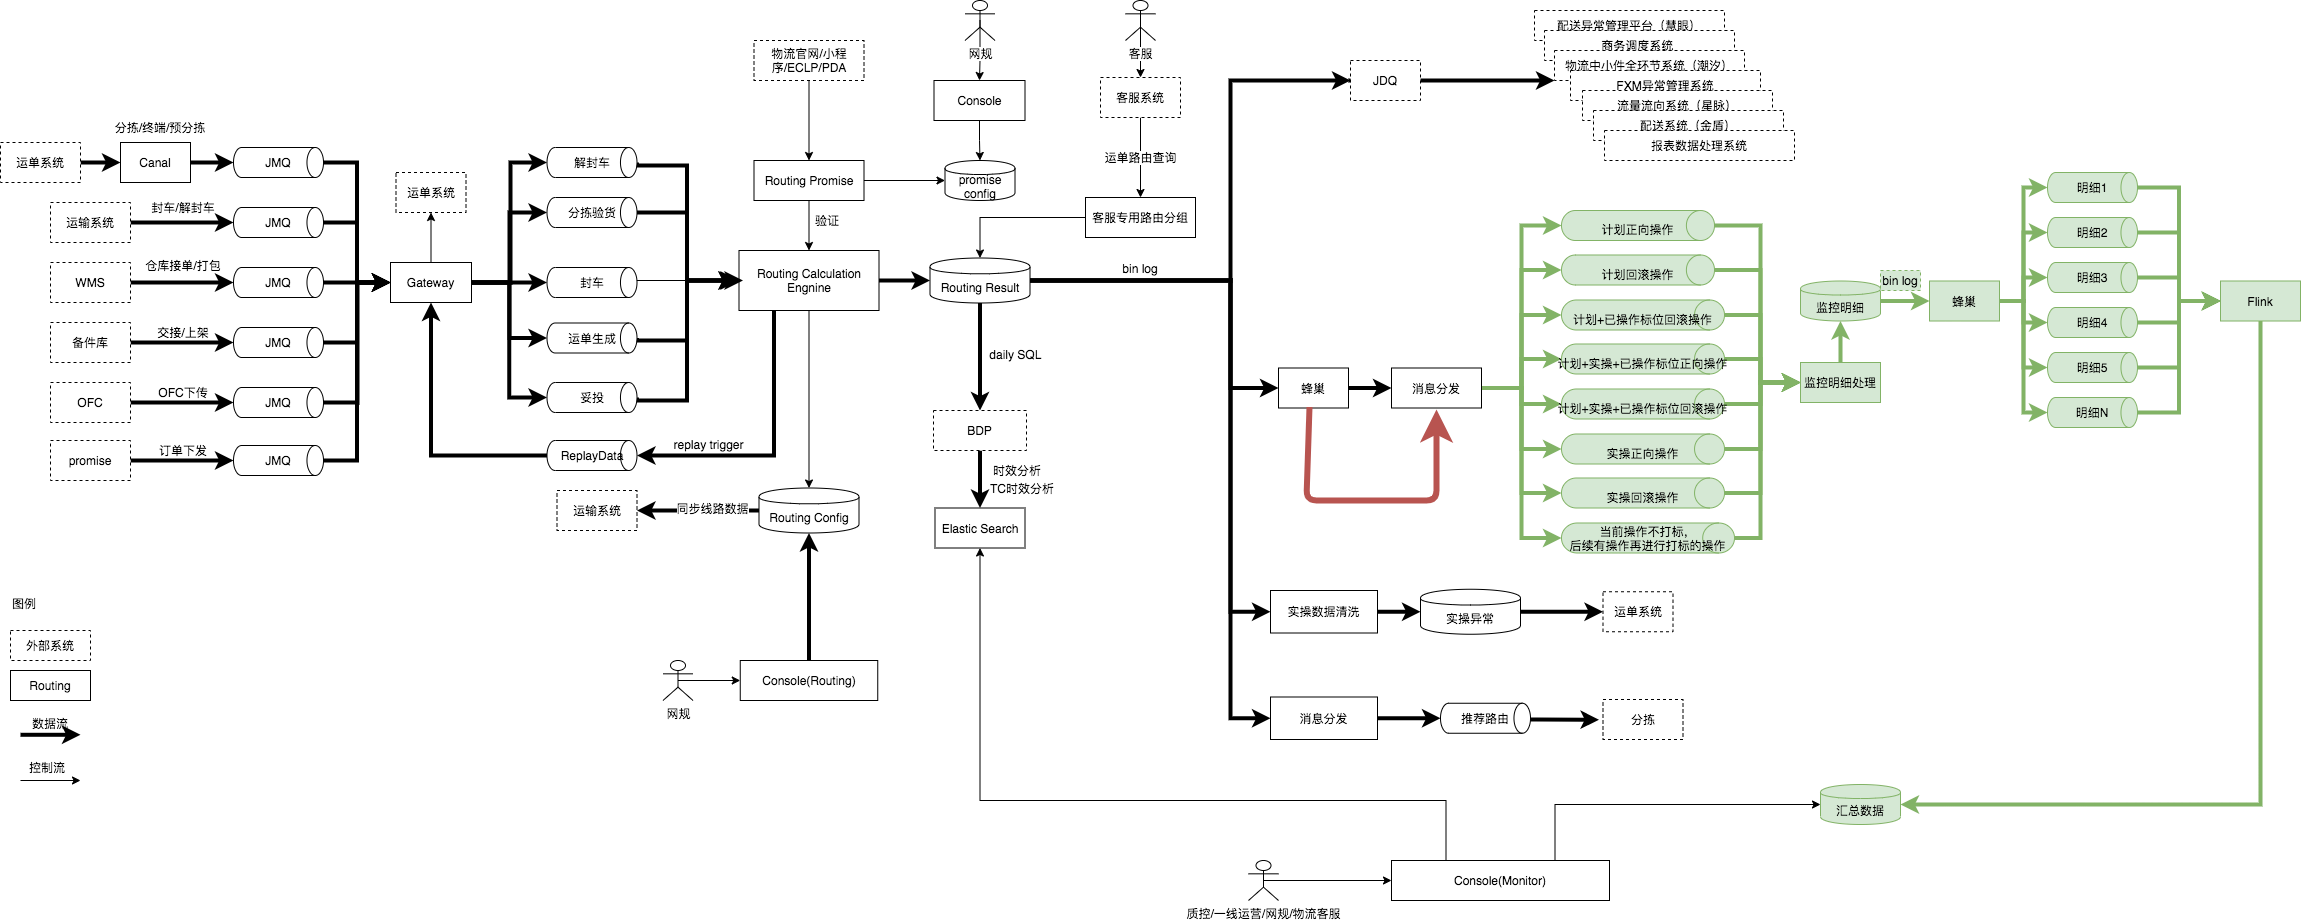 分拣/终端/预分拣
运单系统
Canal
JMQ
运输系统
封车/解封车
JMQ
WMS
仓库接单/打包
JMQ
备件库
交接/上架
JMQ
OFC
OFC下传
JMQ
promise
订单下发
JMQ
运单系统
Gateway
解封车
分拣验货
封车
运单生成
妥投
ReplayData
replay trigger
物流官网/小程
序/ECLP/PDA
Routing Promise
验证
Routing Calculation
Engnine
网规
Console
promise
config
客服
客服系统
运单路由查询
客服专用路由分组
Routing Result
bin log
daily SQL
BDP
时效分析
TC时效分析
Elastic Search
运输系统
同步线路数据
Routing Config
网规
Console(Routing)
JDQ
配送异常管理平台（慧眼）
商务调度系统
物流中小件全环节系统（潮汐）
FXM异常管理系统
流量流向系统（星脉）
配送系统（金盾）
报表数据处理系统
蜂巢
消息分发
计划正向操作
计划回滚操作
计划+已操作标位回滚操作
计划+实操+已操作标位正向操作
计划+实操+已操作标位回滚操作
实操正向操作
实操回滚操作
当前操作不打标，
后续有操作再进行打标的操作
监控明细
监控明细处理
bin log
蜂巢
明细1
明细2
明细3
明细4
明细5
明细N
Flink
实操数据清洗
实操异常
运单系统
消息分发
推荐路由
分拣
汇总数据
Console(Monitor)
质控/一线运营/网规/物流客服
图例
外部系统
Routing
数据流
控制流